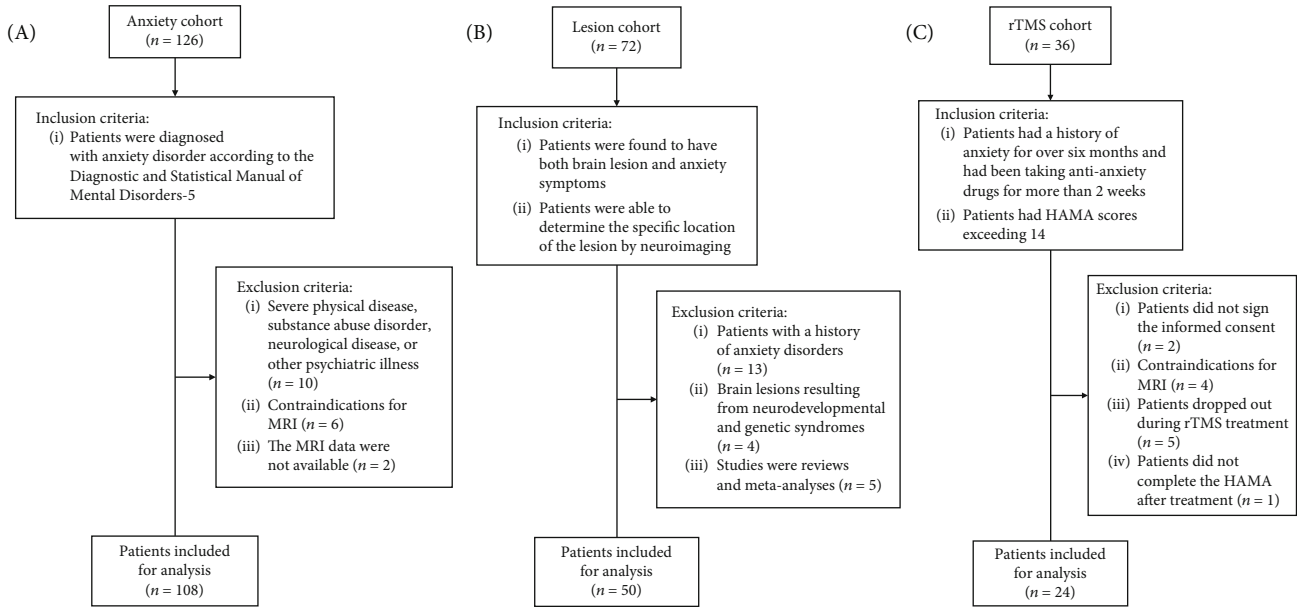 (A)
Anxiety cohort
(n = 126)
Inclusion criteria:
(i) Patients were diagnosed
with anxiety disorder according to the
Diagnostic and Statistical Manual of
Mental Disorders-5
Exclusion criteria:
(i) Severe physical disease,
substance abuse disorder,
neurological disease, or
other psychiatric illness
(n = 10)
(ii) Contraindications for
MRI (n = 6)
(iii) The MRI data were
not available (n = 2)
Patients included
for analysis
(n = 108)
(B)
Lesion cohort
(n = 72)
Inclusion criteria:
(i) Patients were found to have
both brain lesion and anxiety
symptoms
(ii) Patients were able to
determine the specific location
of the lesion by neuroimaging
Exclusion criteria:
(i) Patients with a history
of anxiety disorders
(n = 13)
(ii) Brain lesions resulting
from neurodevelopmental
and genetic syndromes
(n = 4)
(iii) Studies were reviews
and meta-analyses (n = 5)
Patients included
for analysis
(n = 50)
(C)
rTMS cohort
(n = 36)
Inclusion criteria:
(i) Patients had a history of
anxiety for over six months and
had been taking anti-anxiety
drugs for more than 2 weeks
(ii) Patients had HAMA scores
exceeding 14
Exclusion criteria:
(i) Patients did not sign
the informed consent
(n = 2)
(ii) Contraindications for
MRI (n = 4)
(iii) Patients dropped out
during rTMS treatment
(n = 5)
(iv) Patients did not
complete the HAMA
after treatment (n = 1)
Patients included
for analysis
(n = 24)